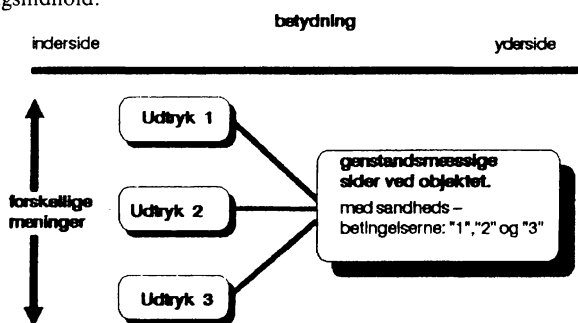 betydning
inderside
yderside
Udtryk 1
genstandsmæssige
sider ved objektet.
forskellige
meninger
Udtryk 2
med sandheds –
betingelserne: "1", "2" og "3"
Udtryk 3